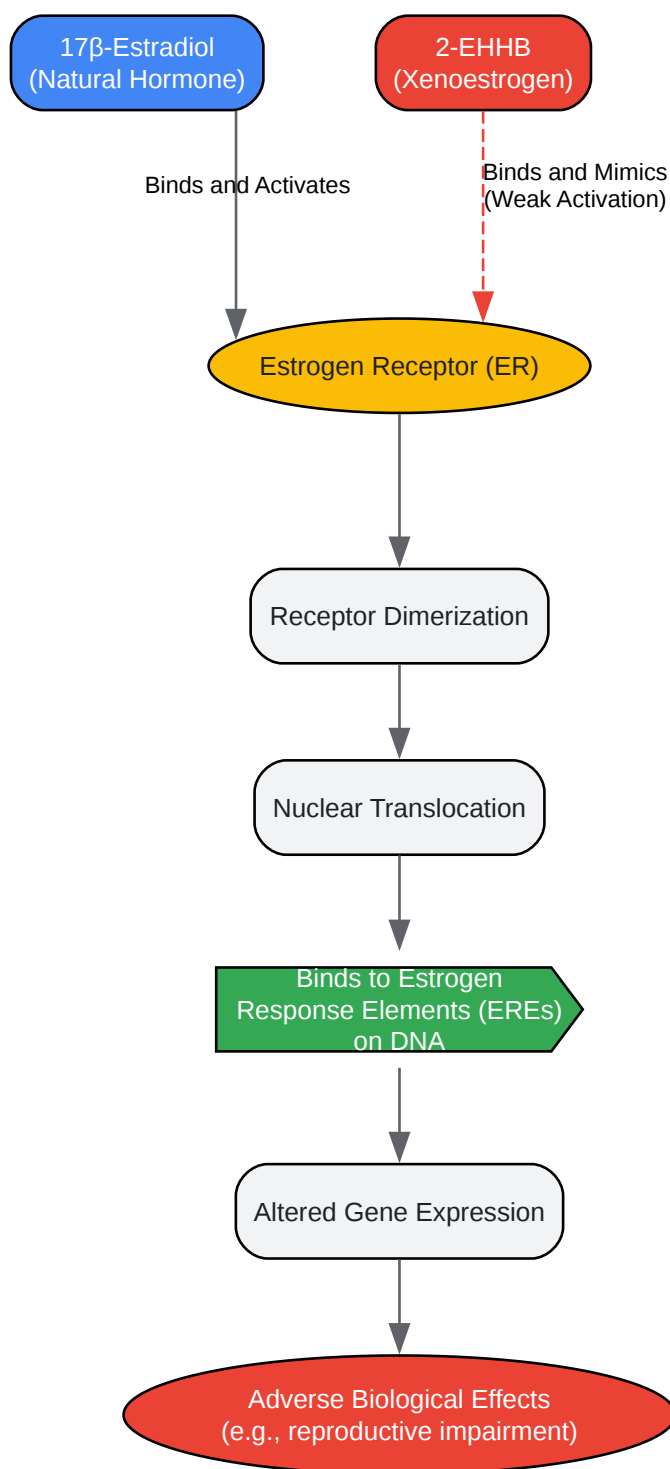 17β-Estradiol
(Natural Hormone)
2-EHHB
(Xenoestrogen)
Binds and Activates
Binds and Mimics
(Weak Activation)
Estrogen Receptor (ER)
Receptor Dimerization
Nuclear Translocation
Binds to Estrogen
Response Elements (EREs)
on DNA
Altered Gene Expression
Adverse Biological Effects
(e.g., reproductive impairment)